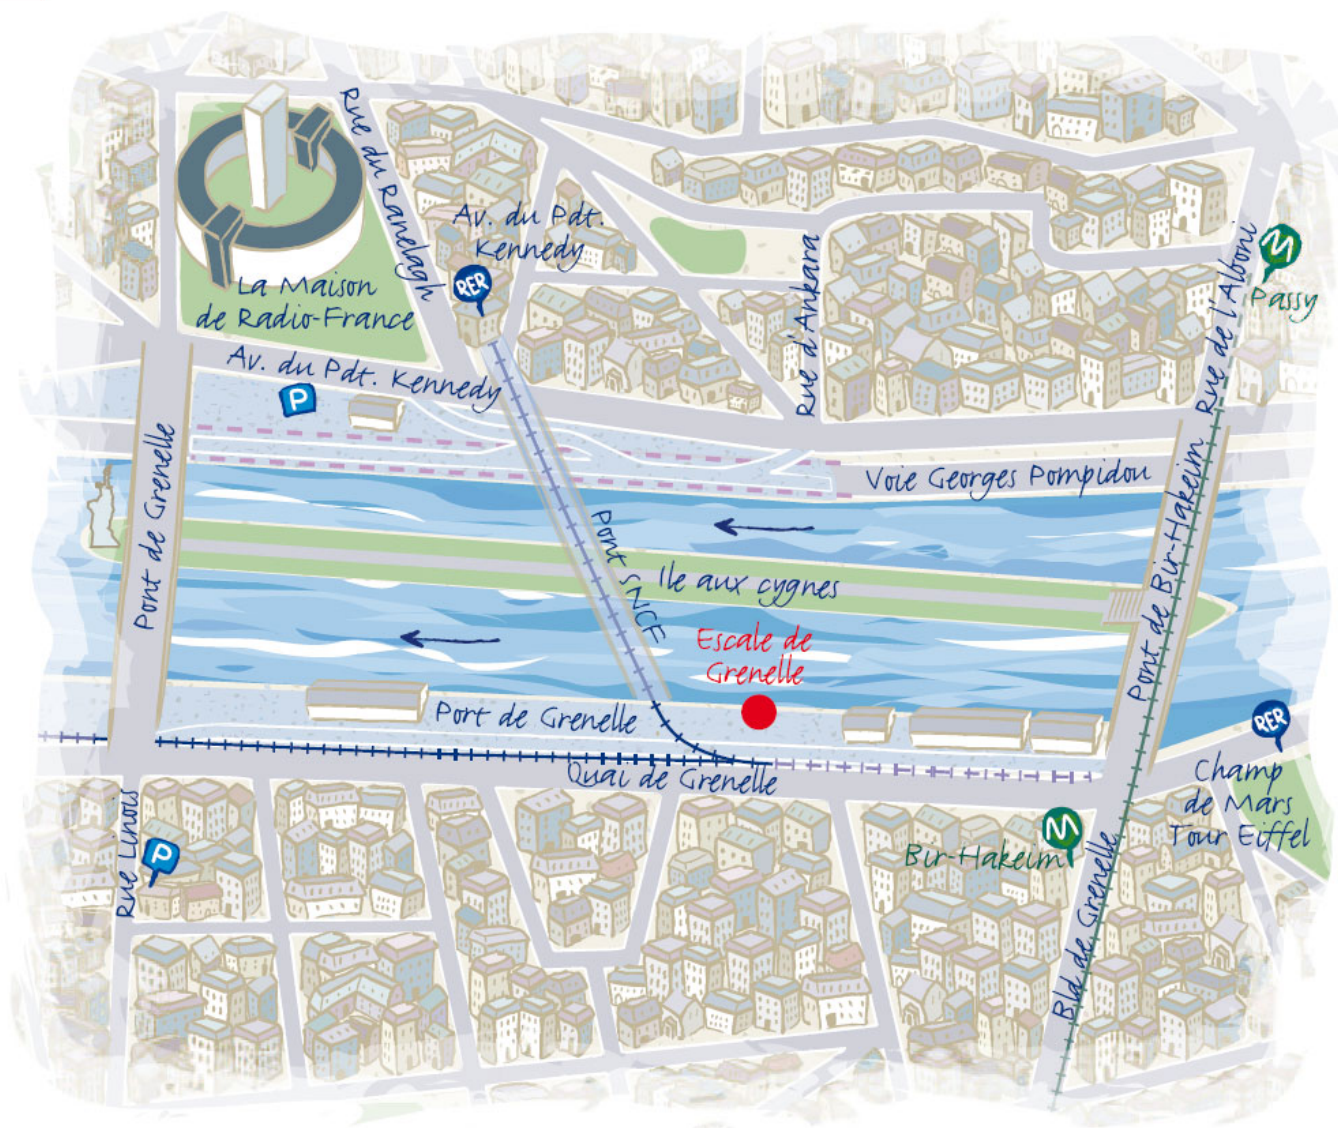 Rue du Ranelagh
Av. du Pdt.
Kennedy
RER
La Maison
de Radio-France
Av. du Pdt. Kennedy
P
Rue d'Ankara
Rue de l'Alboni
M
Passy
Voie Georges Pompidou
Pont de Grenelle
Pont SNCF
Ile aux cygnes
Pont de Bir-Hakeim
Escale de
Grenelle
Port de Grenelle
Quai de Grenelle
RER
Champ
de Mars
Tour Eiffel
M
Bir-Hakeim
Bld de Grenelle
Rue Linois
P